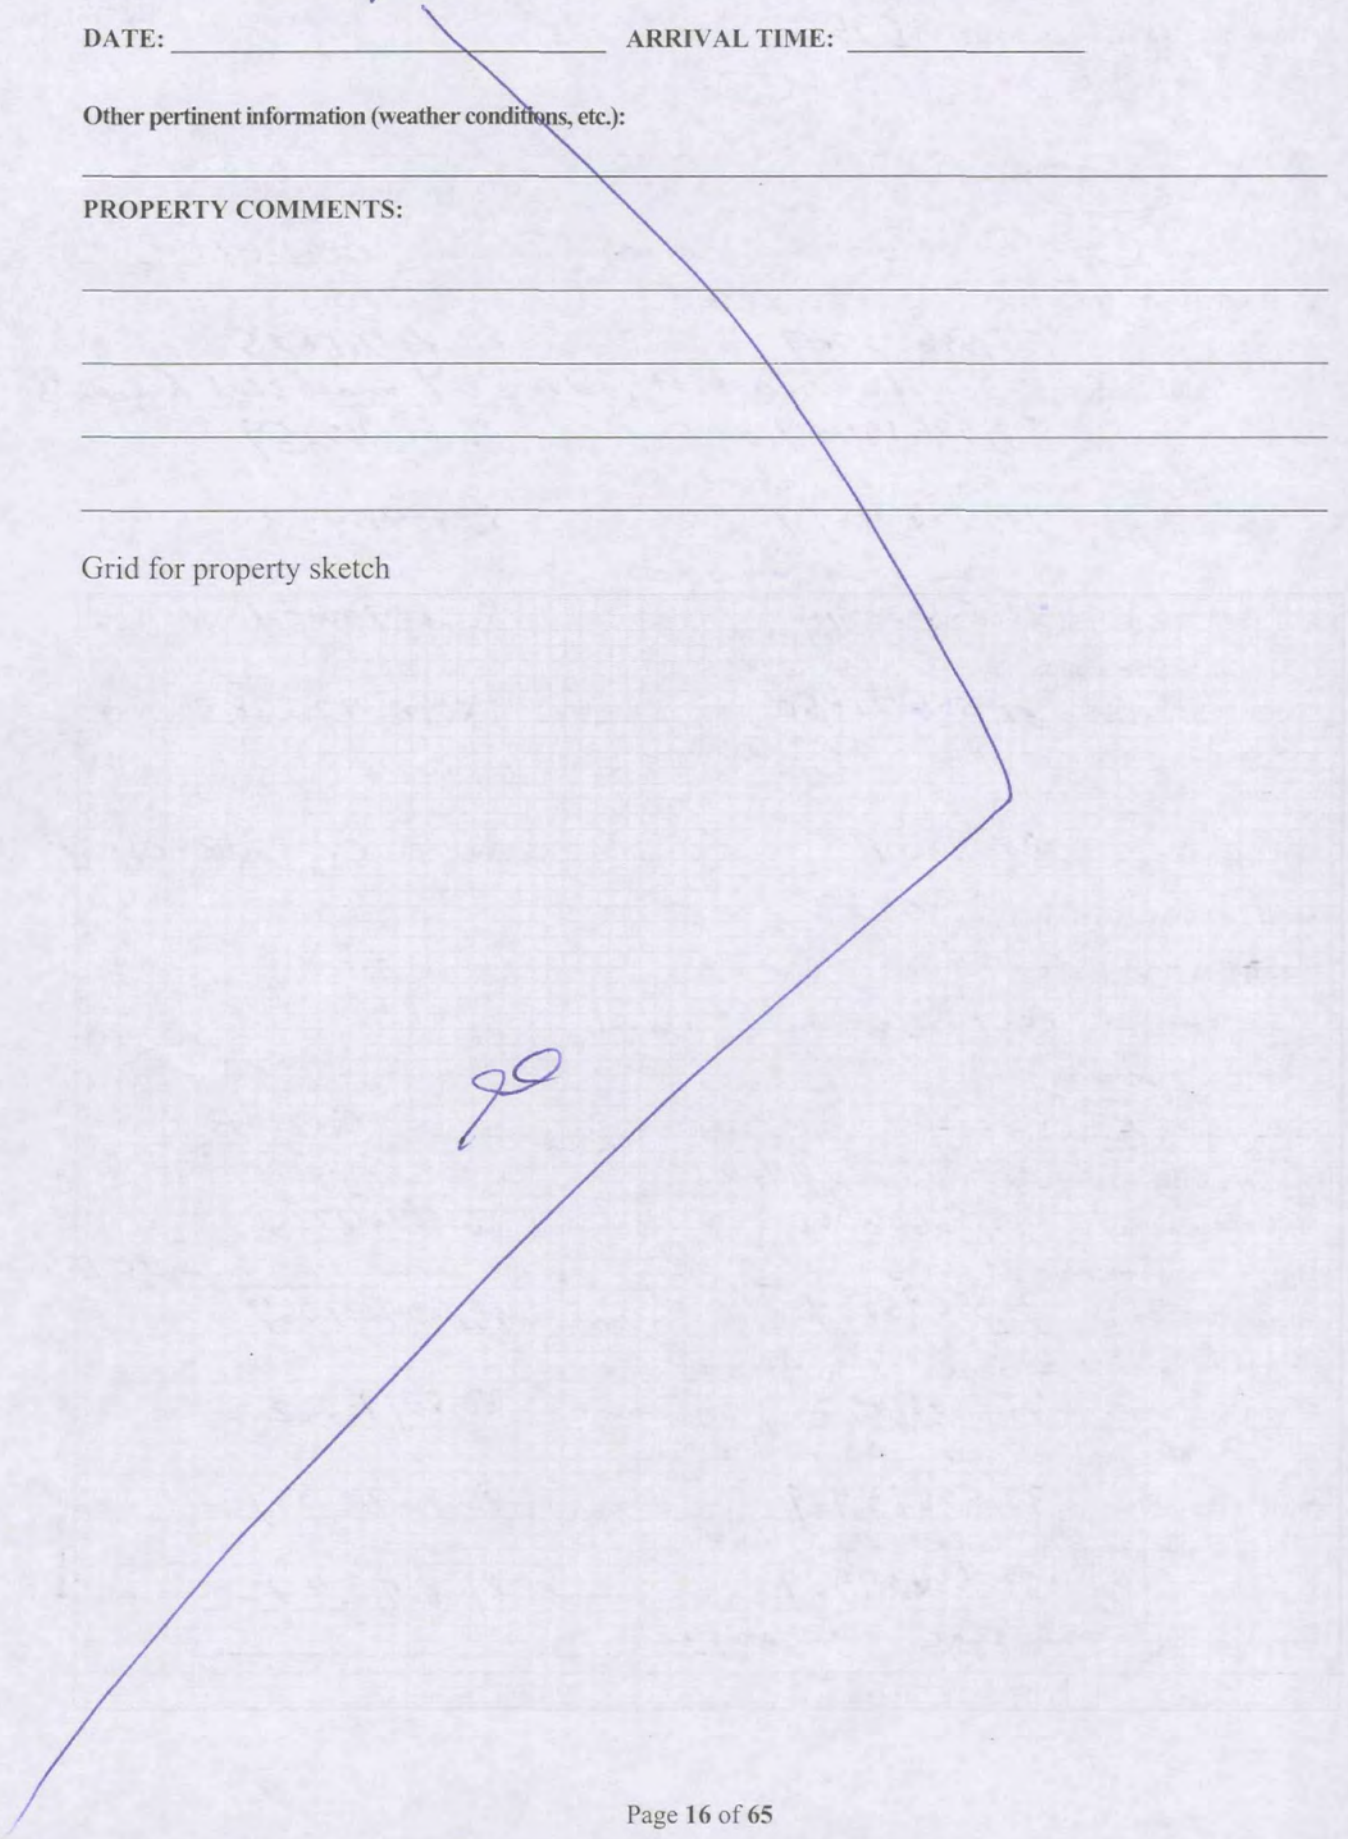 DATE: ARRIVAL TIME:
Other pertinent information (weather conditions, etc.):
PROPERTY COMMENTS:
Grid for property sketch
Page 16 of 65